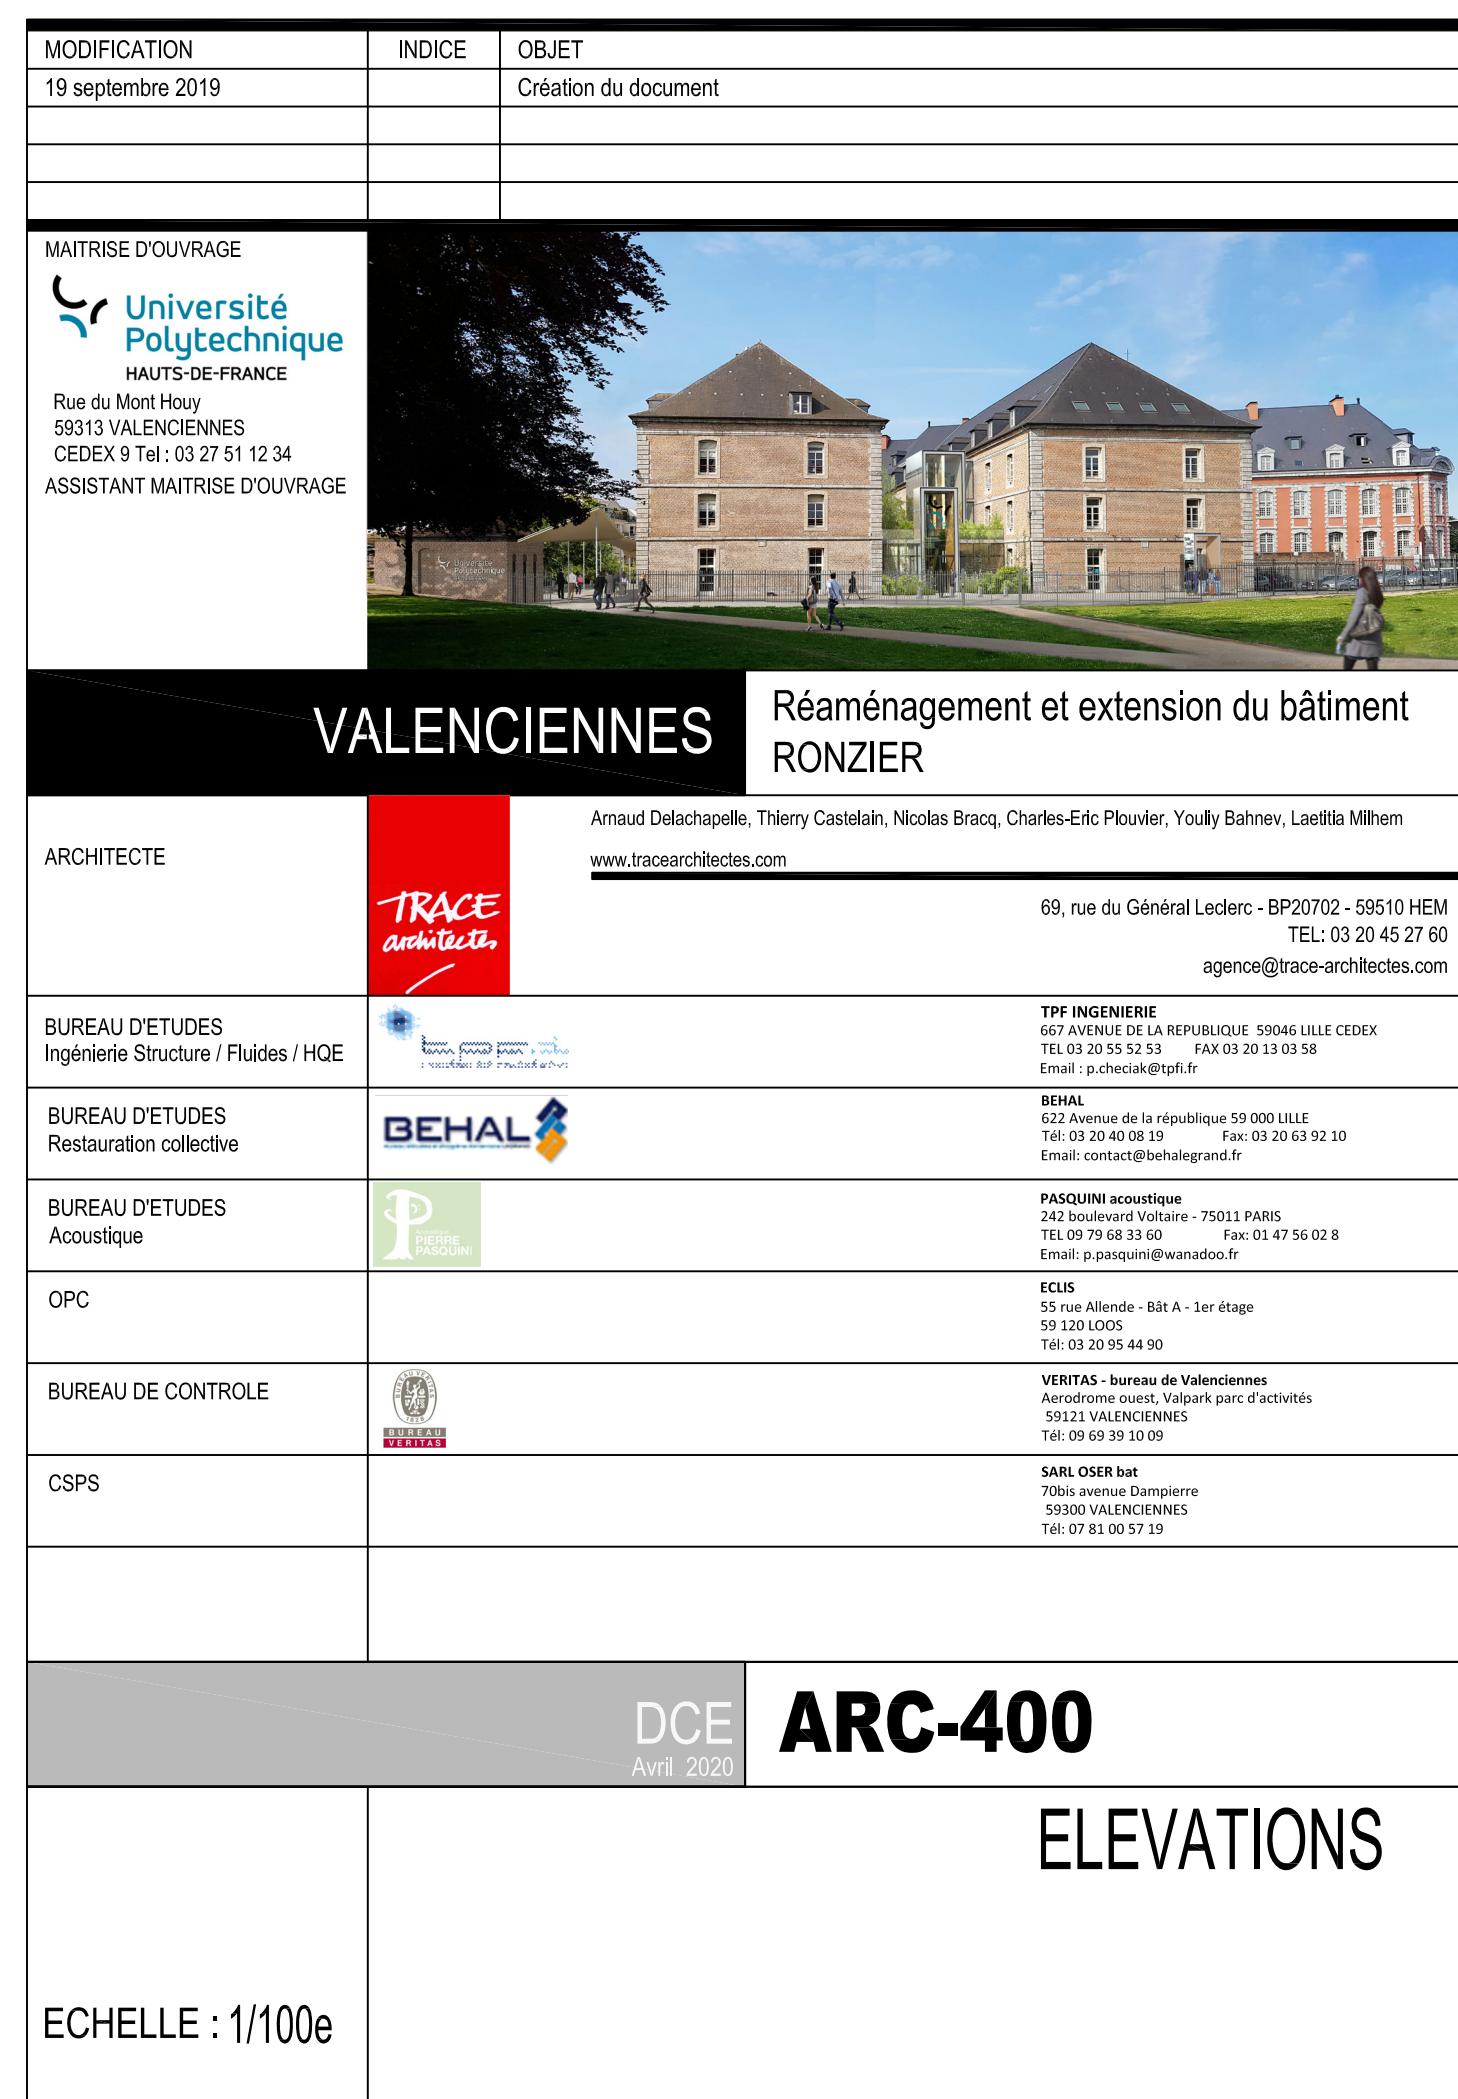 MODIFICATION INDICE OBJET
19 septembre 2019 Création du document
MAITRISE D'OUVRAGE
Université
Polytechnique
HAUTS-DE-FRANCE
Rue du Mont Houy
59313 VALENCIENNES
CEDEX 9 Tel : 03 27 51 12 34
ASSISTANT MAITRISE D'OUVRAGE
Université
Polytechnique
VALENCIENNES
Réaménagement et extension du bâtiment
RONZIER
ARCHITECTE
TRACE
architectes
Arnaud Delachapelle, Thierry Castelain, Nicolas Bracq, Charles-Eric Plouvier, Youliy Bahnev, Laetitia Milhem
www.tracearchitectes.com
69, rue du Général Leclerc - BP20702 - 59510 HEM
TEL: 03 20 45 27 60
agence@trace-architectes.com
BUREAU D'ETUDES
Ingénierie Structure / Fluides / HQE
TPF INGENIERIE
667 AVENUE DE LA REPUBLIQUE 59046 LILLE CEDEX
TEL 03 20 55 52 53 FAX 03 20 13 03 58
Email : p.checiak@tpfi.fr
BUREAU D'ETUDES
Restauration collective
BEHAL
BEHAL
622 Avenue de la république 59 000 LILLE
Tél: 03 20 40 08 19 Fax: 03 20 63 92 10
Email: contact@behalegrand.fr
BUREAU D'ETUDES
Acoustique
Acoustique
PIERRE
PASQUINI
PASQUINI acoustique
242 boulevard Voltaire - 75011 PARIS
TEL 09 79 68 33 60 Fax: 01 47 56 02 8
Email: p.pasquini@wanadoo.fr
OPC
ECLIS
55 rue Allende - Bât A - 1er étage
59 120 LOOS
Tél: 03 20 95 44 90
BUREAU DE CONTROLE
BUREAU VERITAS
1828
BUREAU
VERITAS
VERITAS - bureau de Valenciennes
Aerodrome ouest, Valpark parc d'activités
59121 VALENCIENNES
Tél: 09 69 39 10 09
CSPS
SARL OSER bat
70bis avenue Dampierre
59300 VALENCIENNES
Tél: 07 81 00 57 19
DCE
Avril 2020
ARC-400
ELEVATIONS
ECHELLE : 1/100e